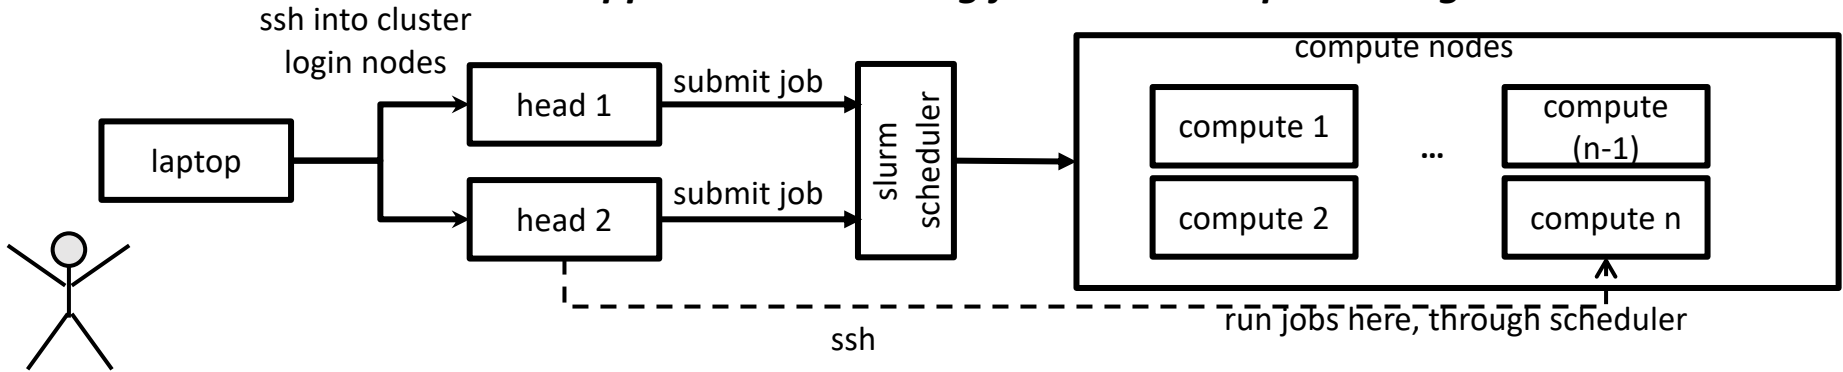 ssh into cluster
login nodes
compute nodes
head 1
submit job
slurm
scheduler
compute 1
...
compute
(n-1)
laptop
head 2
submit job
compute 2
compute n
ssh
run jobs here, through scheduler